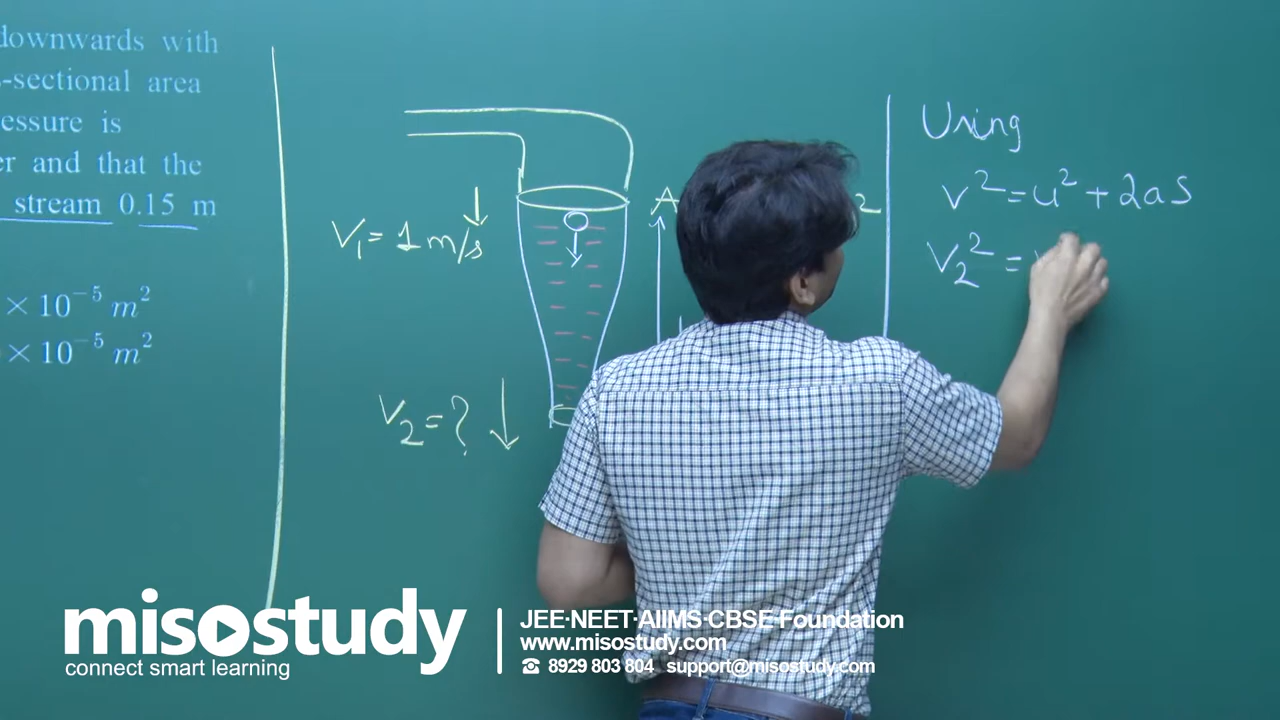 downwards with
-sectional area
essure is
er and that the
stream 0.15 m
× 10⁻⁵ m²
× 10⁻⁵ m²
V₁ = 1 m/s
V₂ = ?
A
2
Using
v² = u² + 2aS
V₂² =
misostudy
connect smart learning
JEE·NEET·AIIMS·CBSE Foundation
www.misostudy.com
☎ 8929 803 804 support@misostudy.com